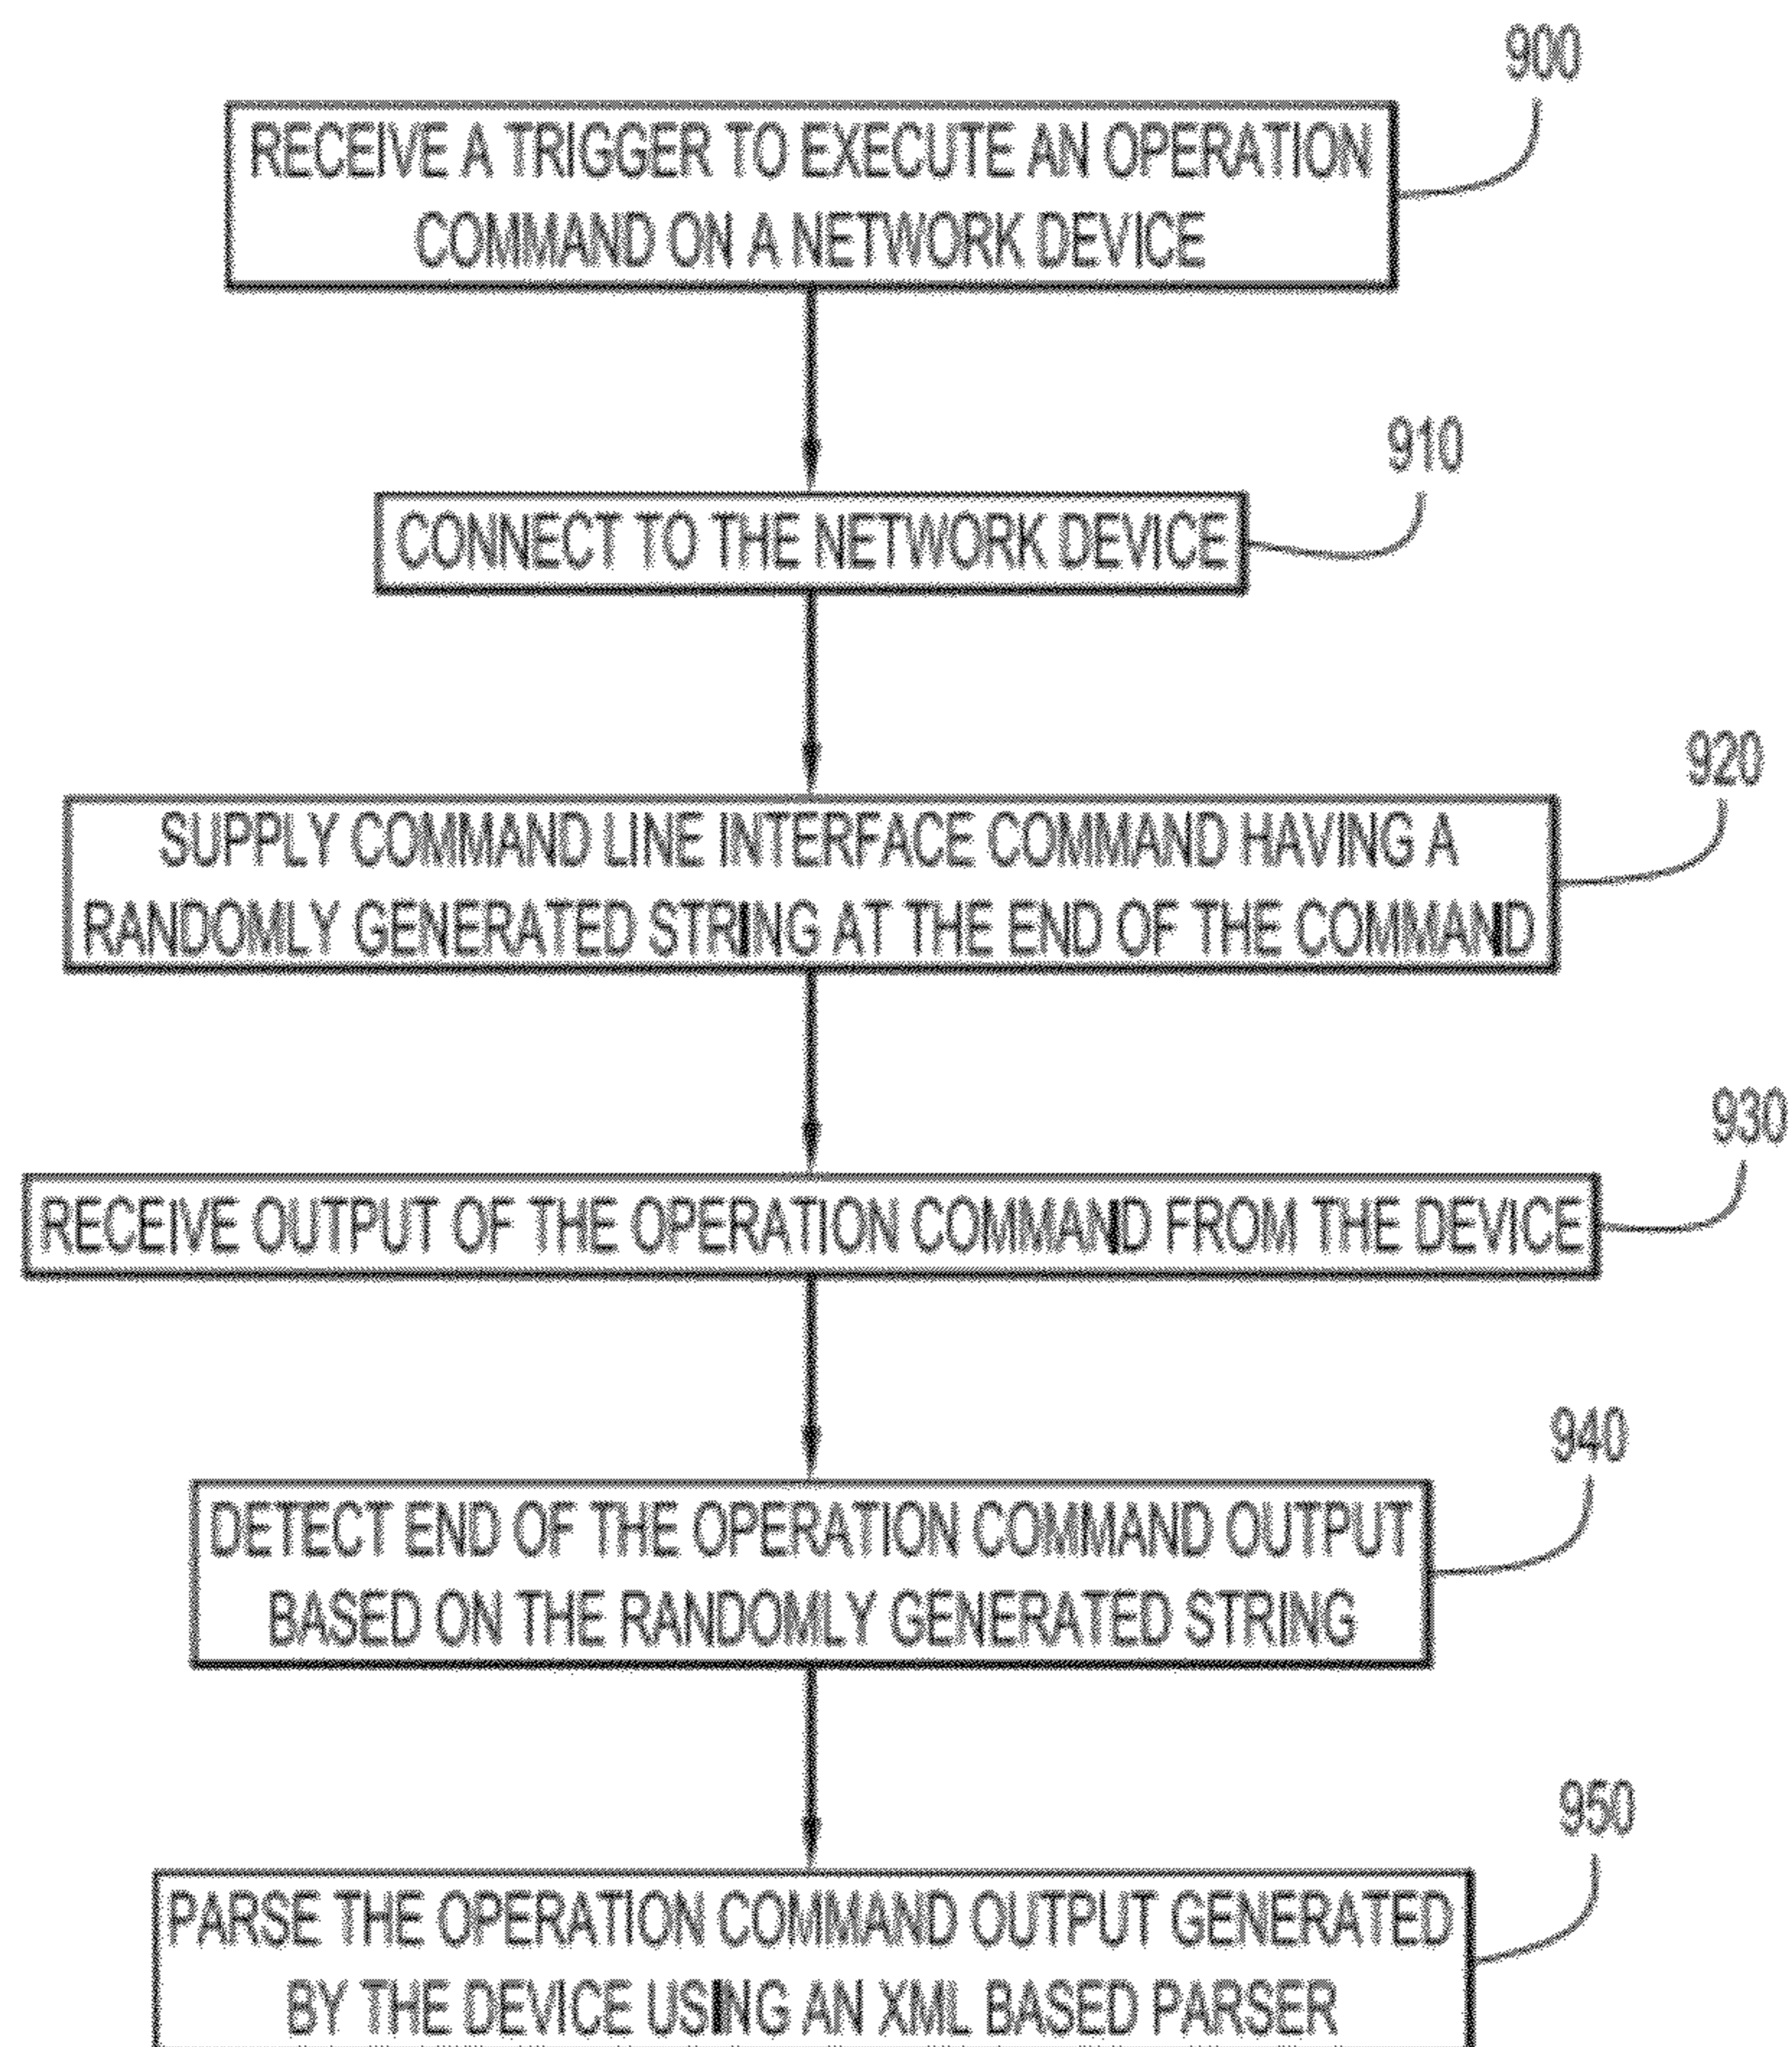 900
RECEIVE A TRIGGER TO EXECUTE AN OPERATION
COMMAND ON A NETWORK DEVICE
910
CONNECT TO THE NETWORK DEVICE
920
SUPPLY COMMAND LINE INTERFACE COMMAND HAVING A
RANDOMLY GENERATED STRING AT THE END OF THE COMMAND
930
RECEIVE OUTPUT OF THE OPERATION COMMAND FROM THE DEVICE
940
DETECT END OF THE OPERATION COMMAND OUTPUT
BASED ON THE RANDOMLY GENERATED STRING
950
PARSE THE OPERATION COMMAND OUTPUT GENERATED
BY THE DEVICE USING AN XML BASED PARSER